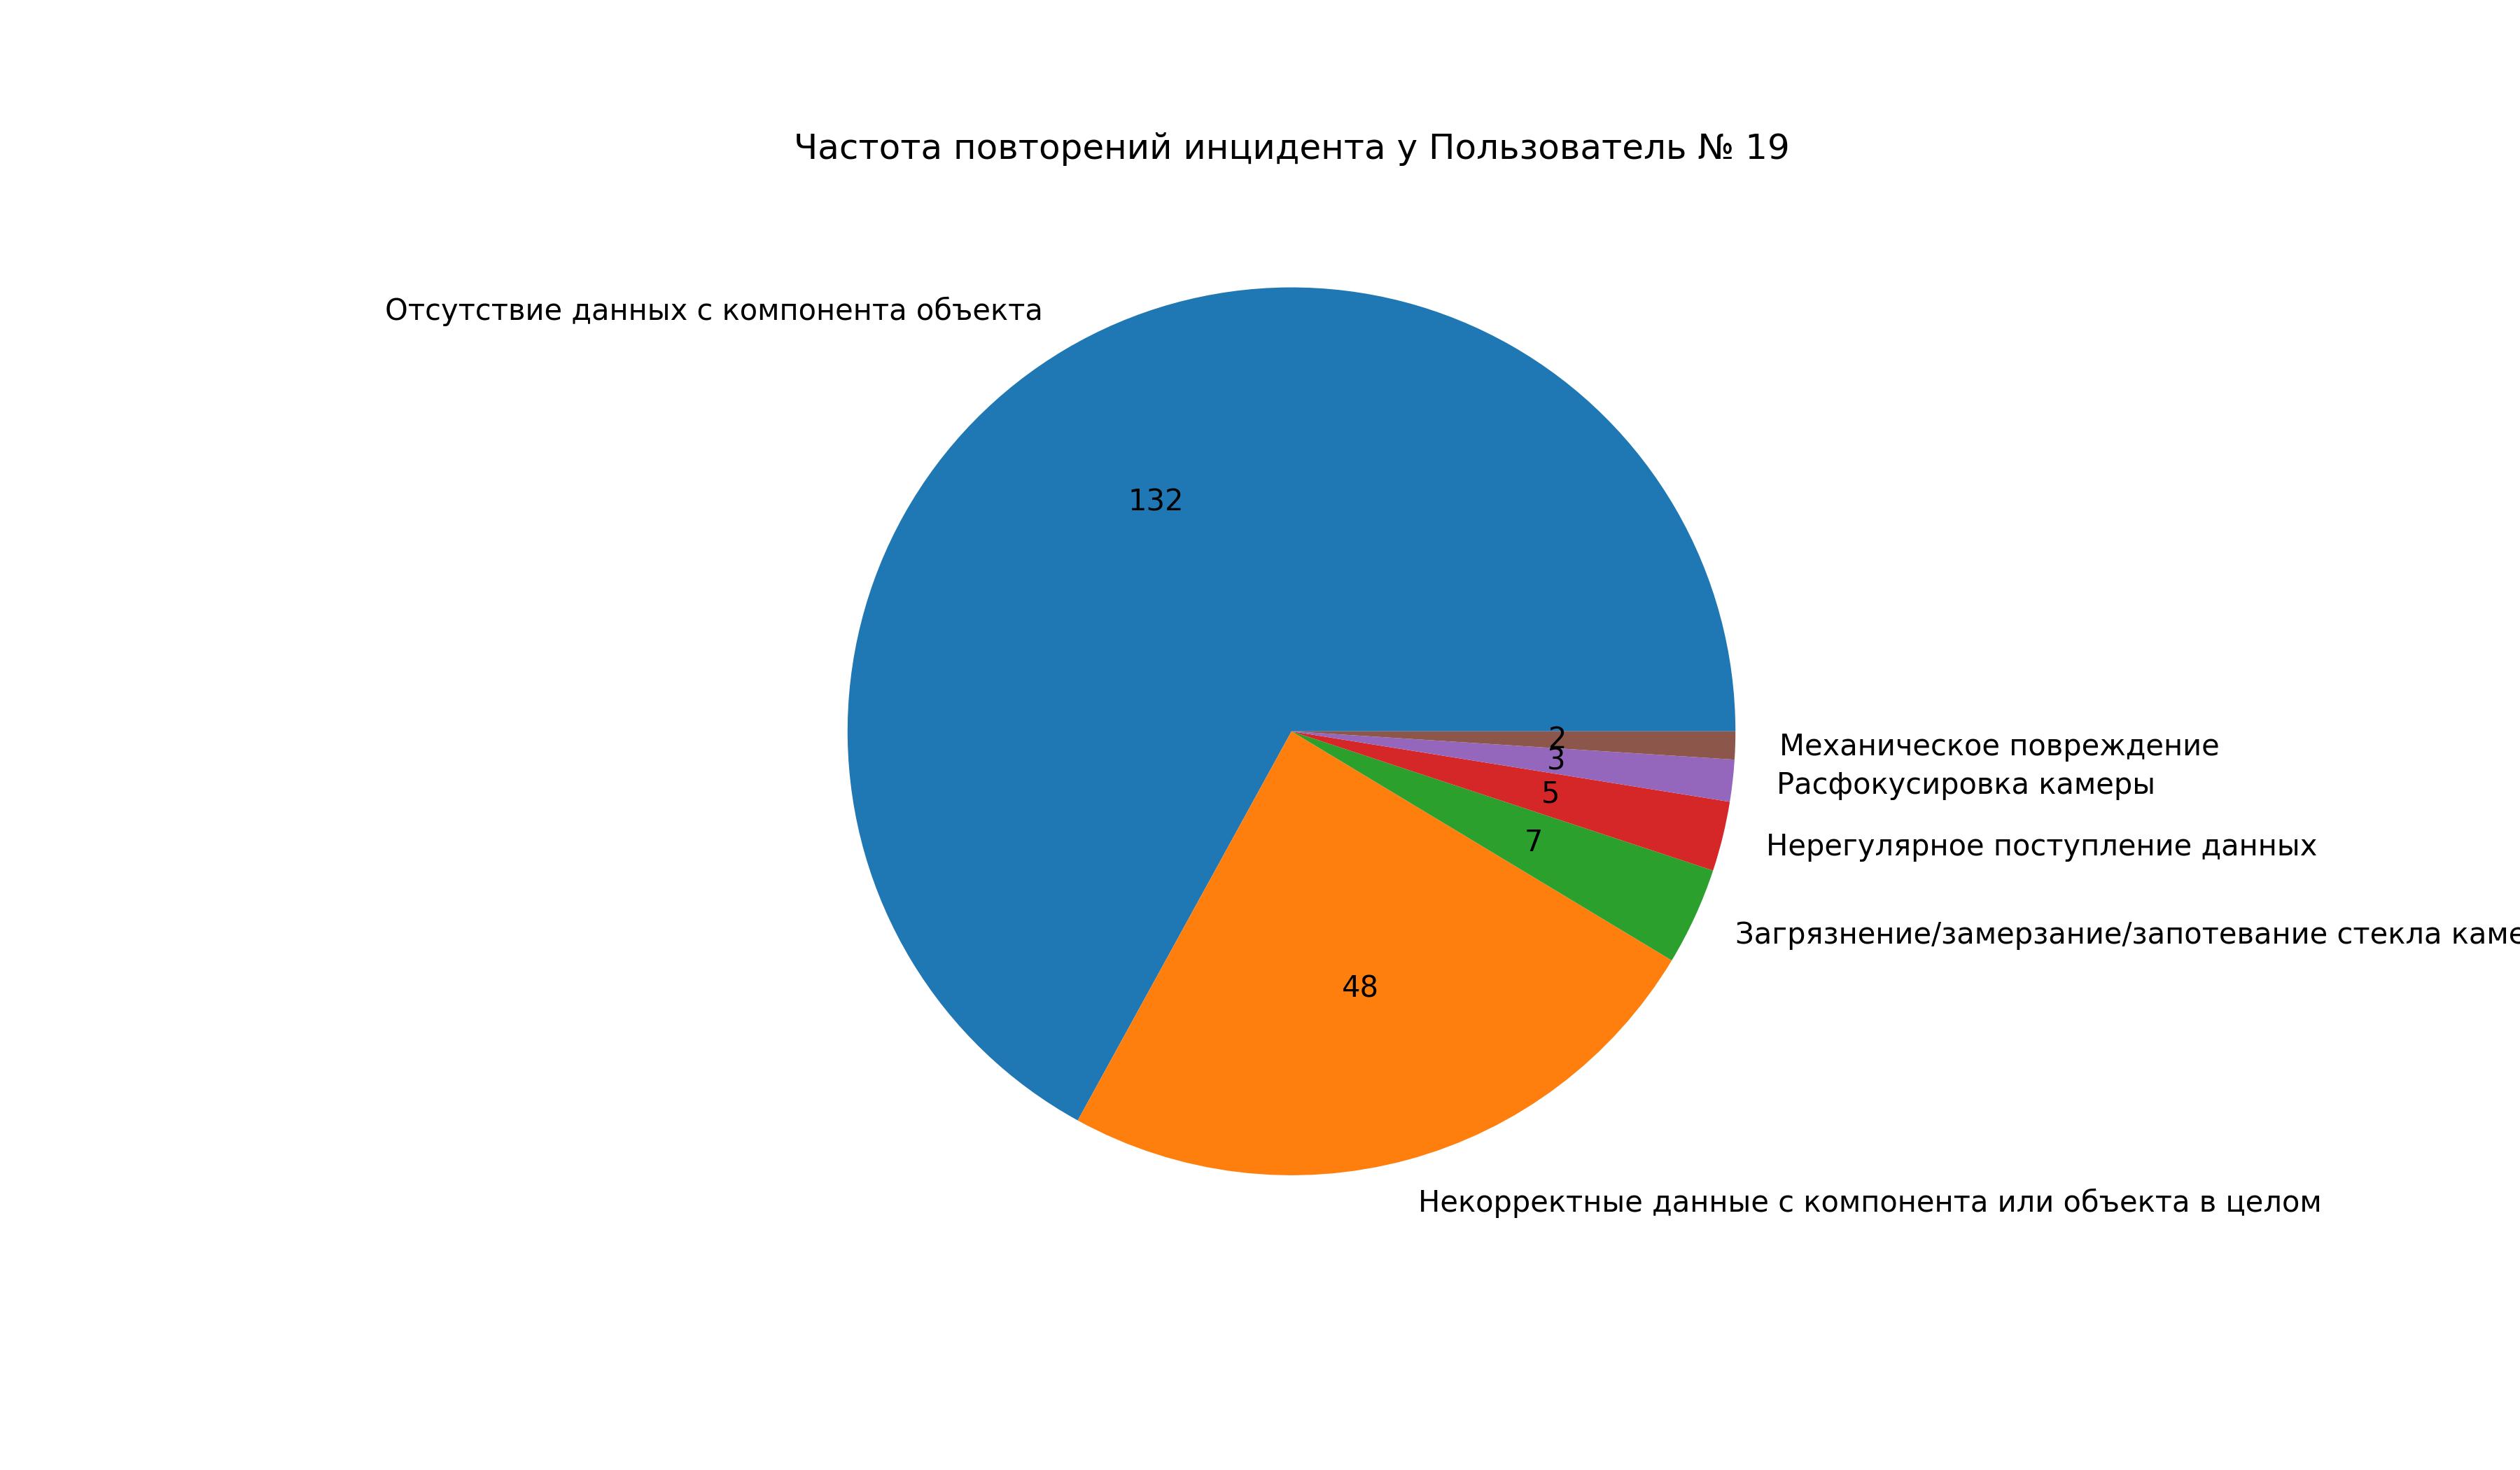 Частота повторений инцидента у Пользователь № 19
Отсутствие данных с компонента объекта
132
2
Механическое повреждение
3
Расфокусировка камеры
5
Нерегулярное поступление данных
7
Загрязнение/замерзание/запотевание стекла
48
Некорректные данные с компонента или объекта в целом